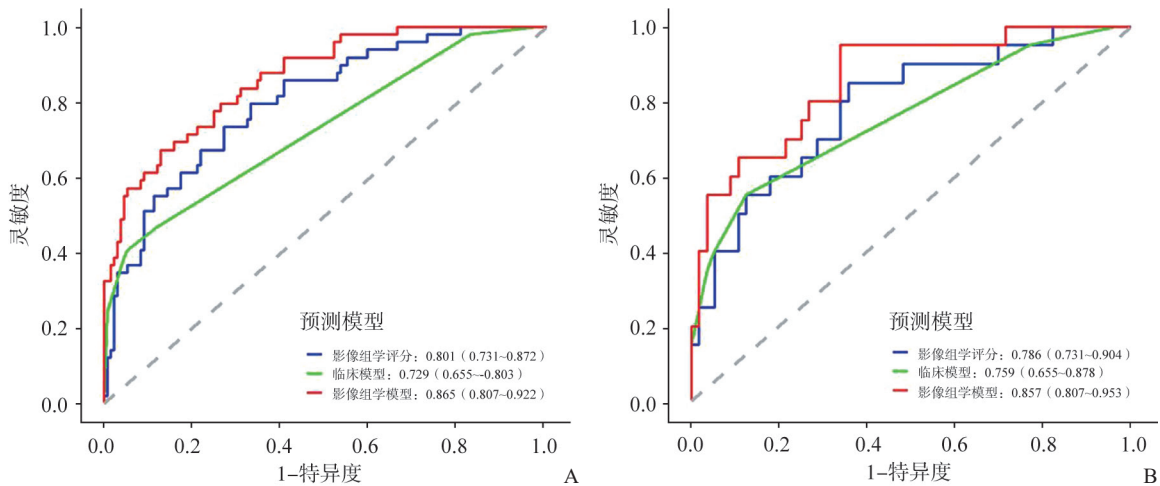 1.0
0.8
0.6
0.4
0.2
0.0
灵敏度
预测模型
影像组学评分：0.801（0.731~0.872）
临床模型：0.729（0.655~-0.803）
影像组学模型：0.865（0.807~0.922）
0.0 0.2 0.4 0.6 0.8 1.0
1-特异度
A
1.0
0.8
0.6
0.4
0.2
0.0
灵敏度
预测模型
影像组学评分：0.786（0.731~0.904）
临床模型：0.759（0.655~0.878）
影像组学模型：0.857（0.807~0.953）
0.0 0.2 0.4 0.6 0.8 1.0
1-特异度
B